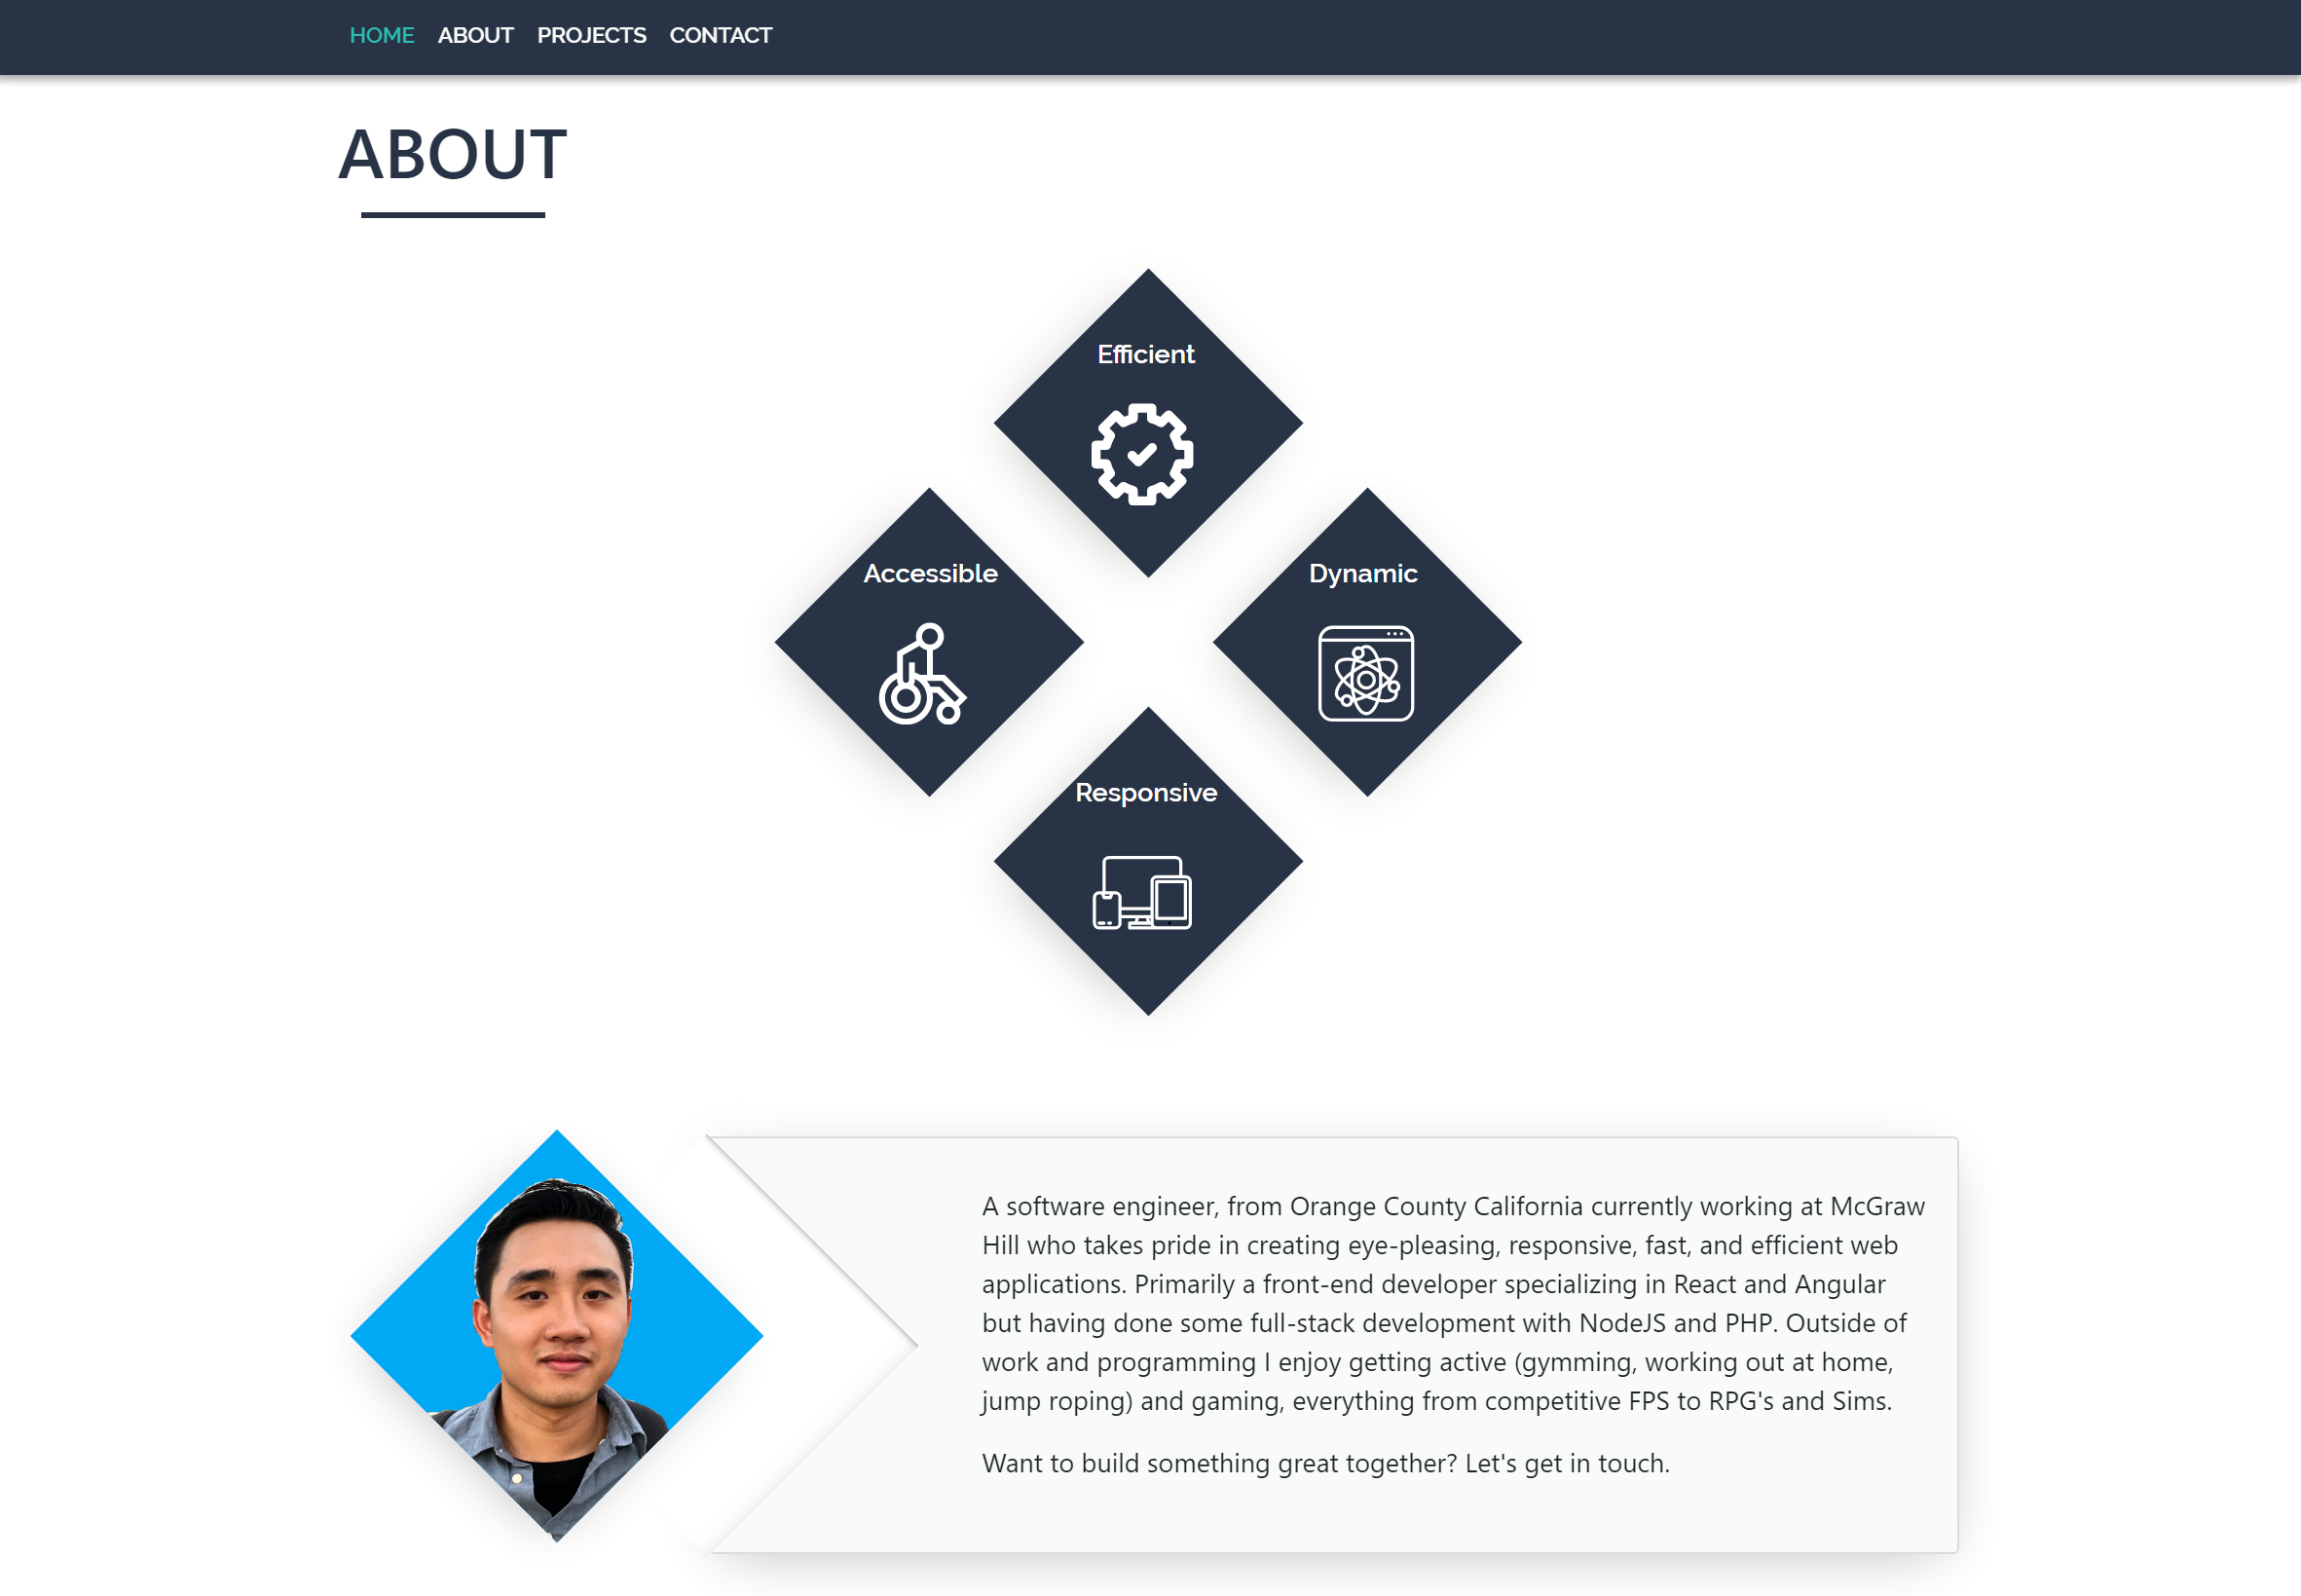 HOME ABOUT PROJECTS CONTACT
ABOUT
Efficient
Accessible
Dynamic
Responsive
A software engineer, from Orange County California currently working at McGraw
Hill who takes pride in creating eye-pleasing, responsive, fast, and efficient web
applications. Primarily a front-end developer specializing in React and Angular
but having done some full-stack development with NodeJS and PHP. Outside of
work and programming I enjoy getting active (gymming, working out at home,
jump roping) and gaming, everything from competitive FPS to RPG's and Sims.
Want to build something great together? Let's get in touch.